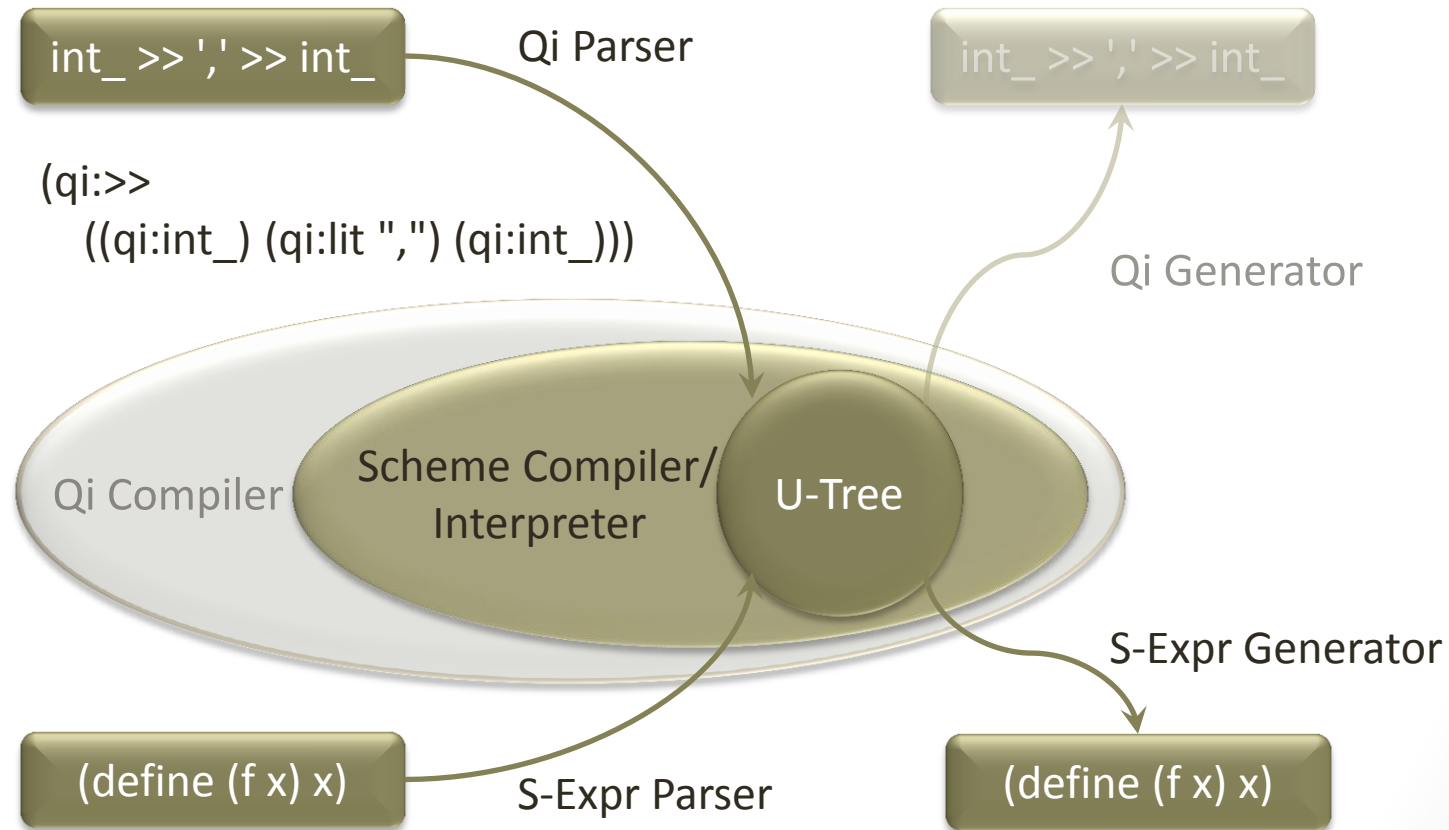 int_ >> ',' >> int_
Qi Parser
int_ >> ',' >> int_
(qi:>>
((qi:int_) (qi:lit ",") (qi:int_)))
Qi Generator
Qi Compiler
Scheme Compiler/
Interpreter
U-Tree
S-Expr Generator
(define (f x) x)
S-Expr Parser
(define (f x) x)